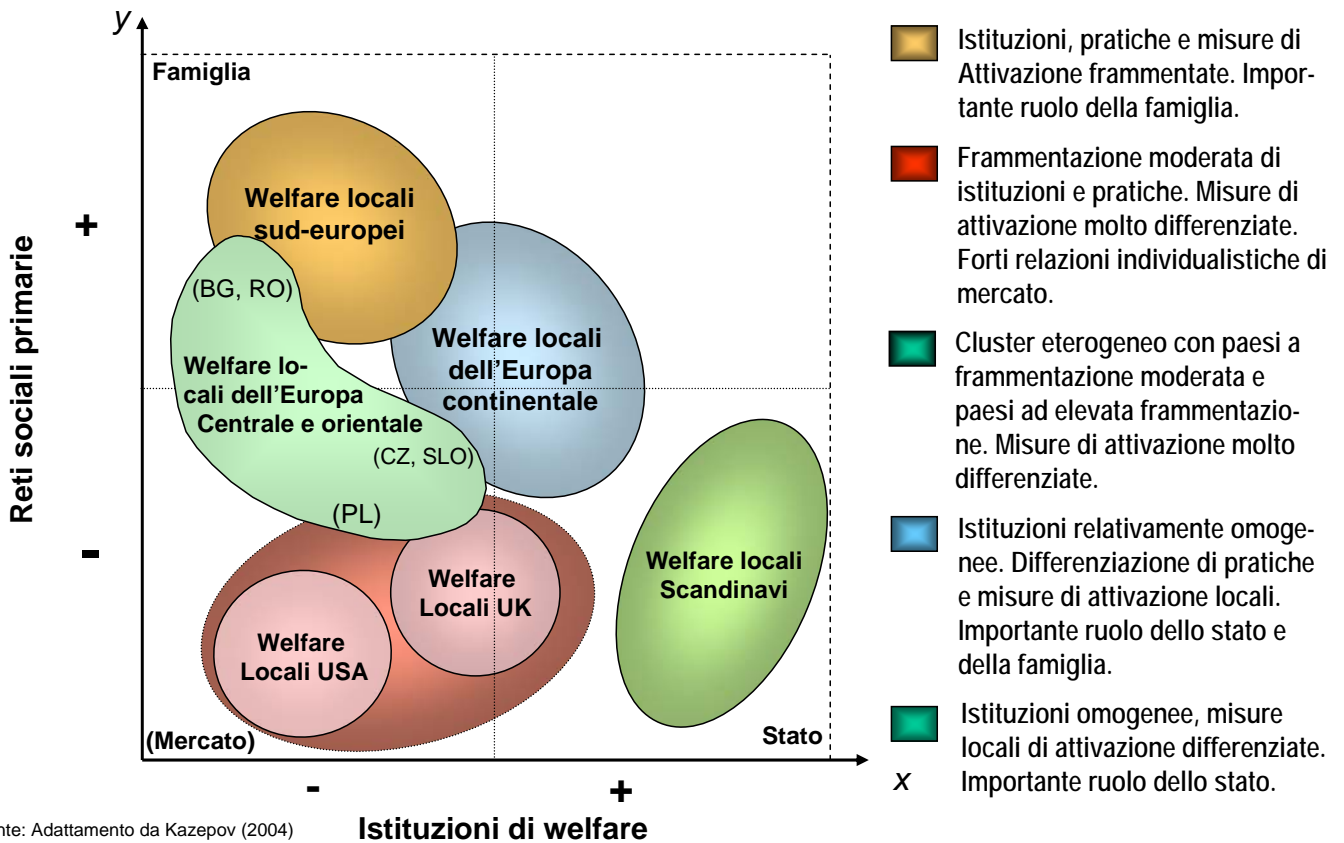 y
Famiglia
Welfare locali
sud-europei
(BG, RO)
Welfare lo-
cali dell'Europa
Centrale e orientale
(CZ, SLO)
(PL)
Welfare locali
dell'Europa
continentale
Welfare locali
Scandinavi
Welfare
Locali UK
Welfare
Locali USA
(Mercato)
Stato
+
-
Reti sociali primarie
-
+
Istituzioni di welfare
x
nte: Adattamento da Kazepov (2004)
Istituzioni, pratiche e misure di
Attivazione frammentate. Impor-
tante ruolo della famiglia.
Frammentazione moderata di
istituzioni e pratiche. Misure di
attivazione molto differenziate.
Forti relazioni individualistiche di
mercato.
Cluster eterogeneo con paesi a
frammentazione moderata e
paesi ad elevata frammentazio-
ne. Misure di attivazione molto
differenziate.
Istituzioni relativamente omoge-
nee. Differenziazione di pratiche
e misure di attivazione locali.
Importante ruolo dello stato e
della famiglia.
Istituzioni omogenee, misure
locali di attivazione differenziate.
Importante ruolo dello stato.